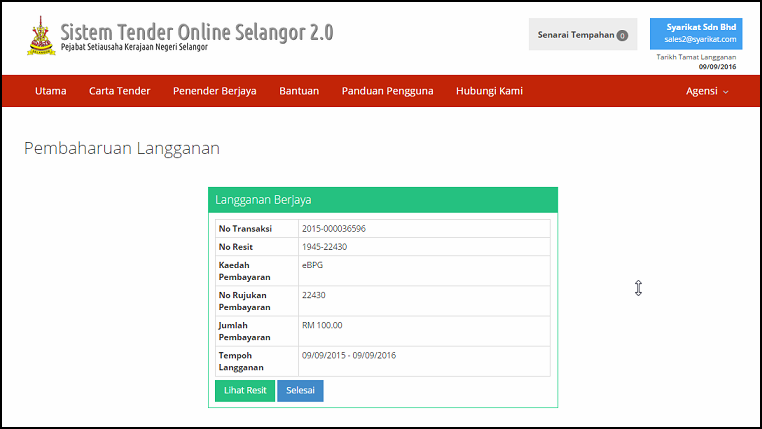 Sistem Tender Online Selangor 2.0
Pejabat Setiausaha Kerajaan Negeri Selangor
Senarai Tempahan 0
Syarikat Sdn Bhd
sales2@syarikat.com
Tarikh Tamat Langganan
09/09/2016
Utama Carta Tender Penender Berjaya Bantuan Panduan Pengguna Hubungi Kami Agensi
Pembaharuan Langganan
Langganan Berjaya
No Transaksi 2015-000036596
No Resit 1945-22430
Kaedah Pembayaran eBPG
No Rujukan Pembayaran 22430
Jumlah Pembayaran RM 100.00
Tempoh Langganan 09/09/2015 - 09/09/2016
Lihat Resit Selesai